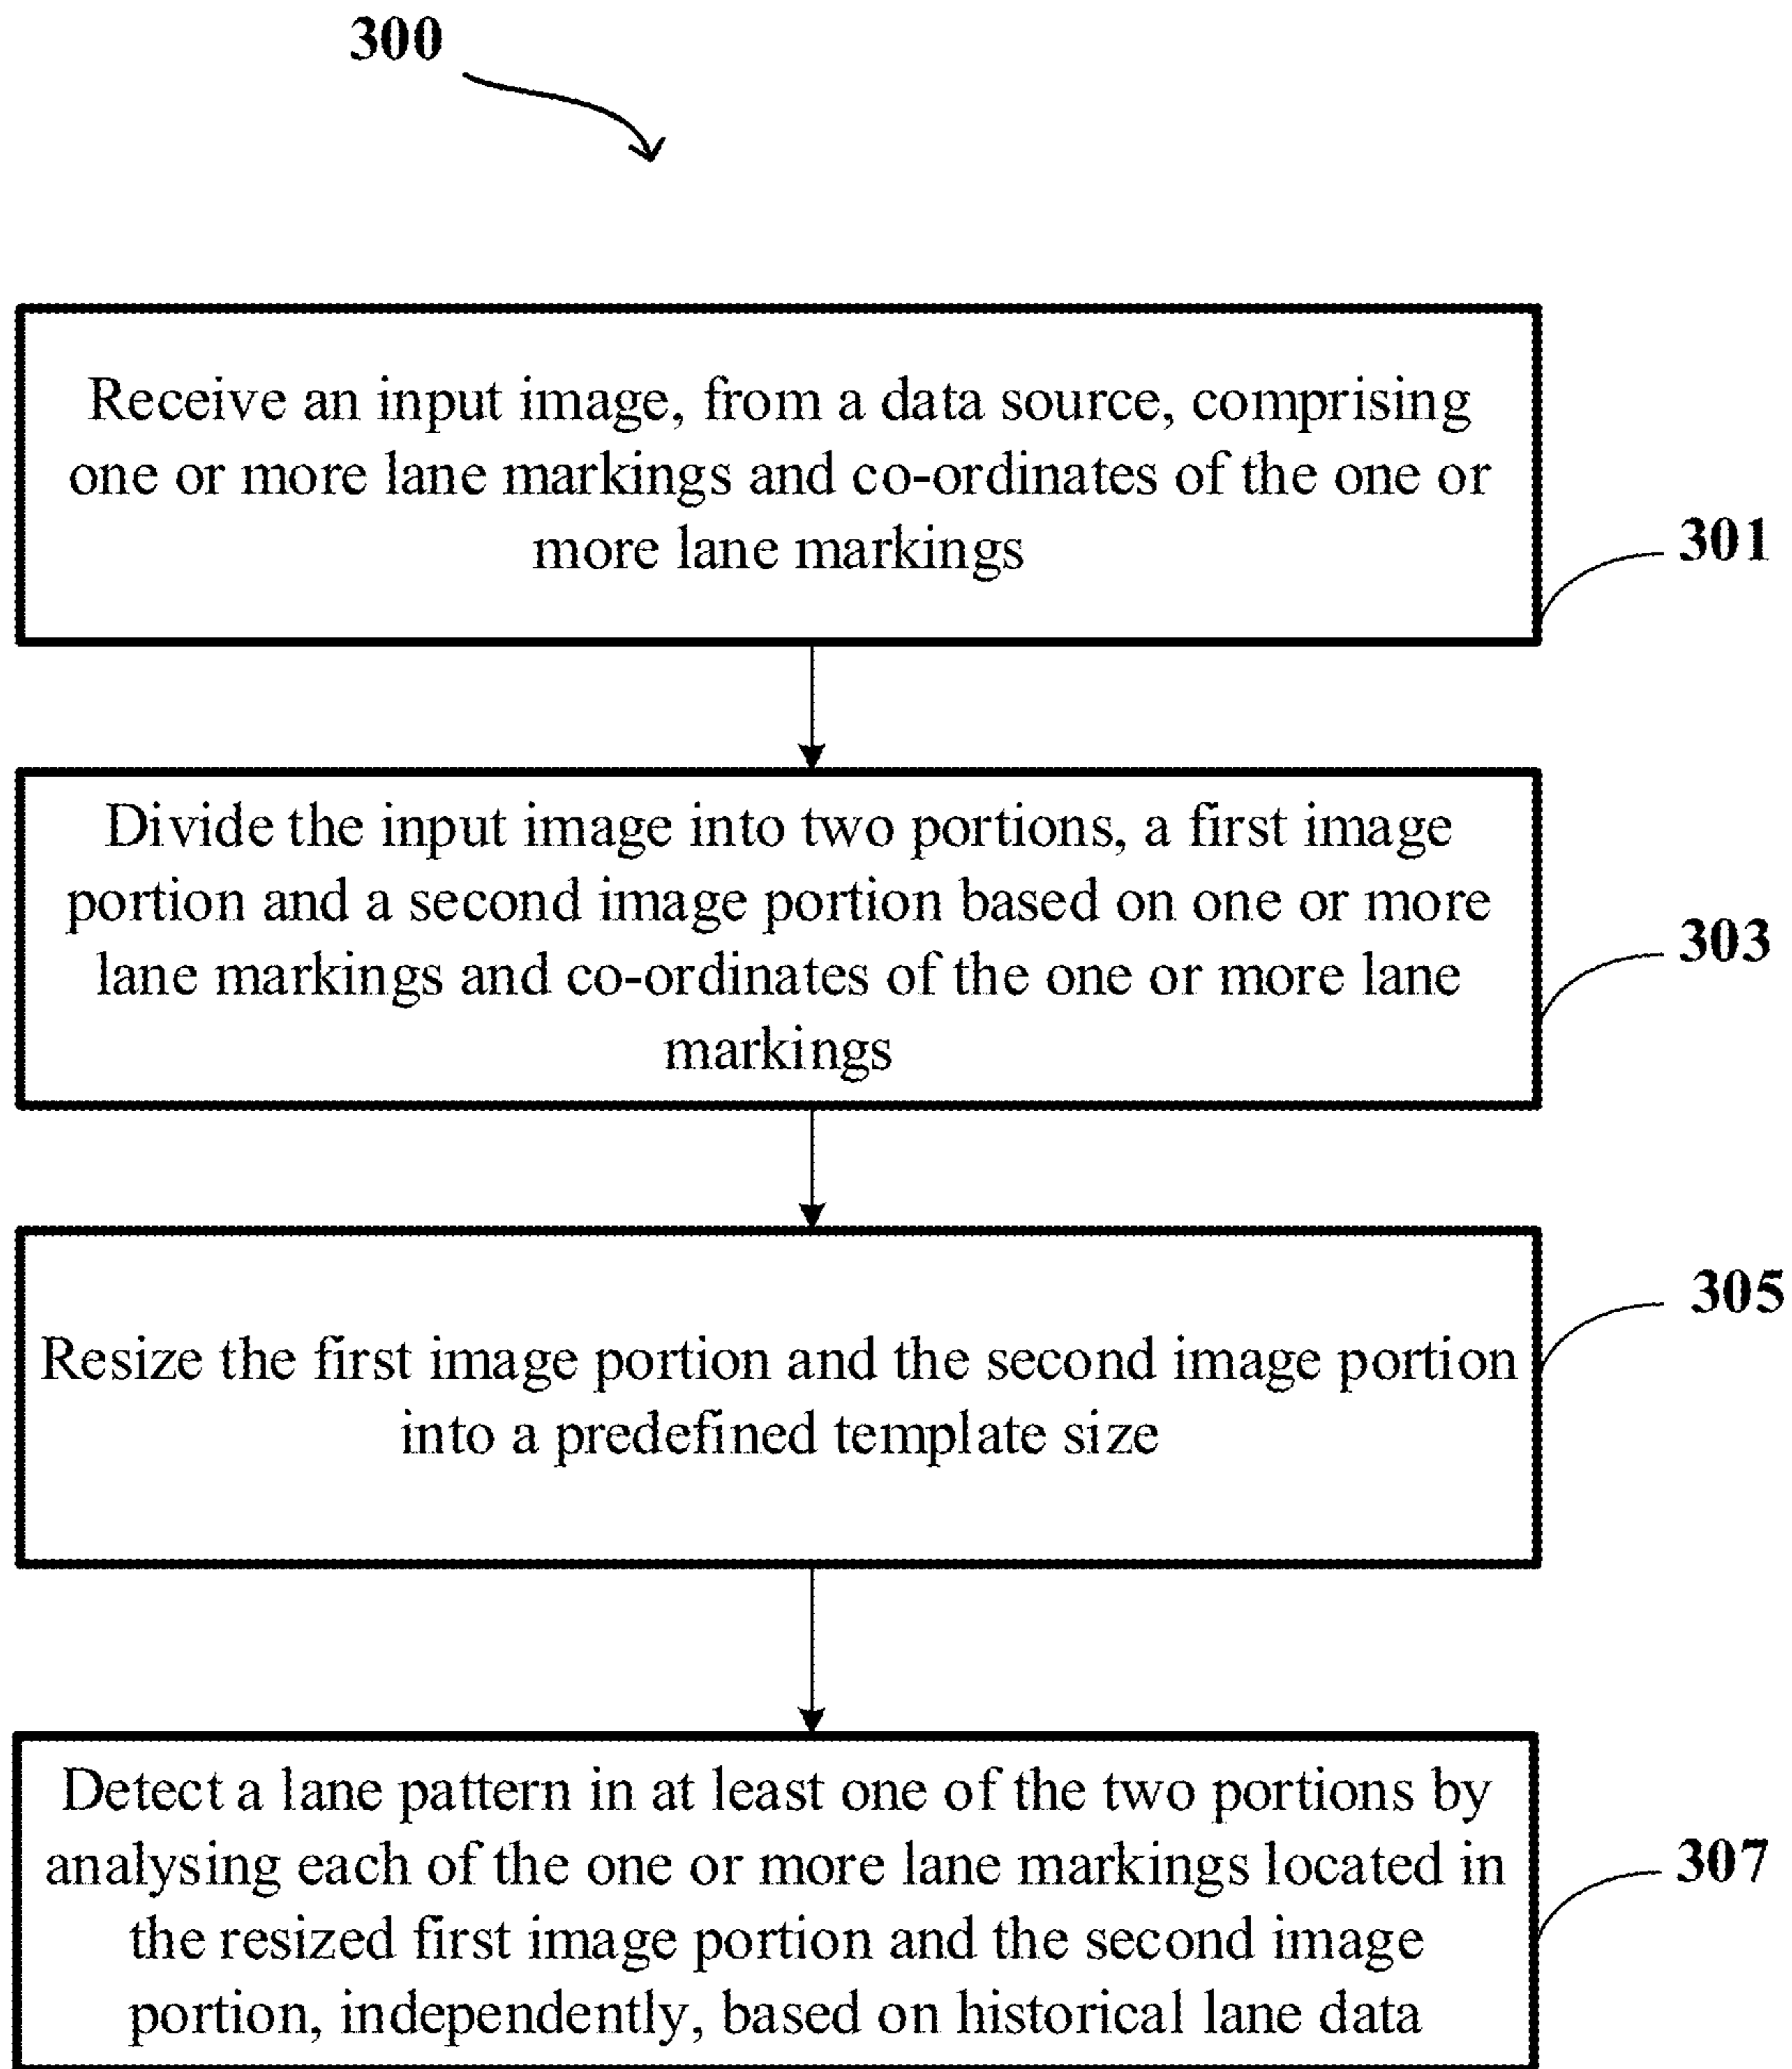 300
Receive an input image, from a data source, comprising
one or more lane markings and co-ordinates of the one or
more lane markings
301
Divide the input image into two portions, a first image
portion and a second image portion based on one or more
lane markings and co-ordinates of the one or more lane
markings
303
305
Resize the first image portion and the second image portion
into a predefined template size
Detect a lane pattern in at least one of the two portions by
analysing each of the one or more lane markings located in
the resized first image portion and the second image
portion, independently, based on historical lane data
307